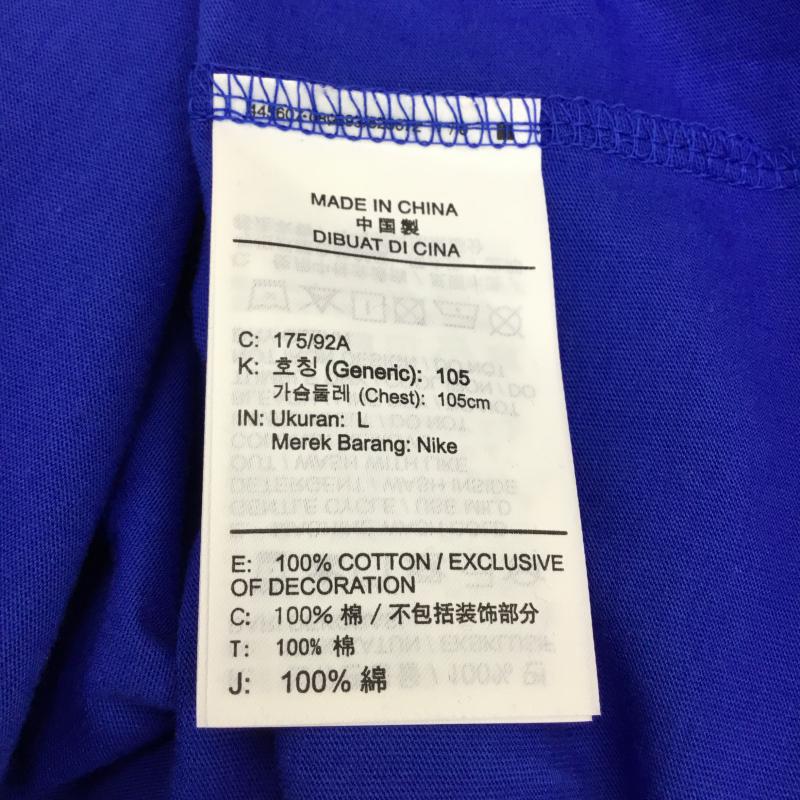 MADE IN CHINA
中国製
DIBUAT DI CINA
C: 175/92A
K: 호칭 (Generic): 105
가슴둘레 (Chest): 105cm
IN: Ukuran: L
Merek Barang: Nike
E: 100% COTTON / EXCLUSIVE
OF DECORATION
C: 100% 棉 / 不包括装饰部分
T: 100% 棉
J: 100% 綿